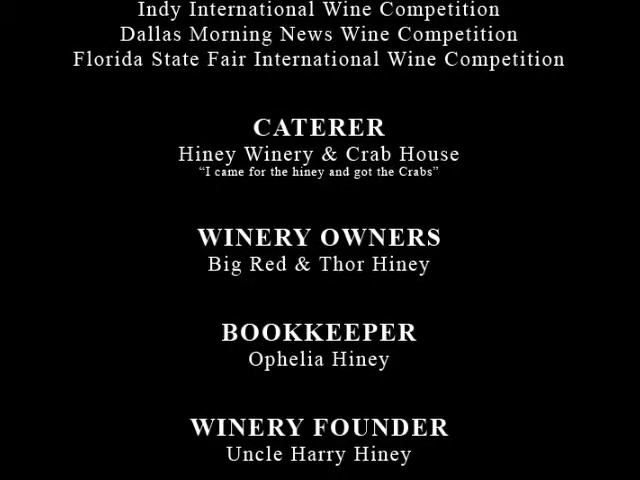 Indy International Wine Competition
Dallas Morning News Wine Competition
Florida State Fair International Wine Competition
CATERER
Hiney Winery & Crab House
“I came for the hiney and got the Crabs”
WINERY OWNERS
Big Red & Thor Hiney
BOOKKEEPER
Ophelia Hiney
WINERY FOUNDER
Uncle Harry Hiney